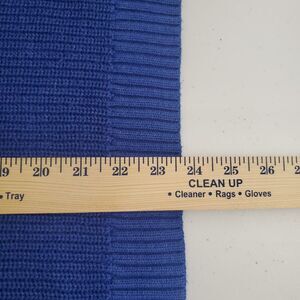 19 20 21 22 23 24 25 26
CLEAN UP
• Tray • Cleaner • Rags • Gloves